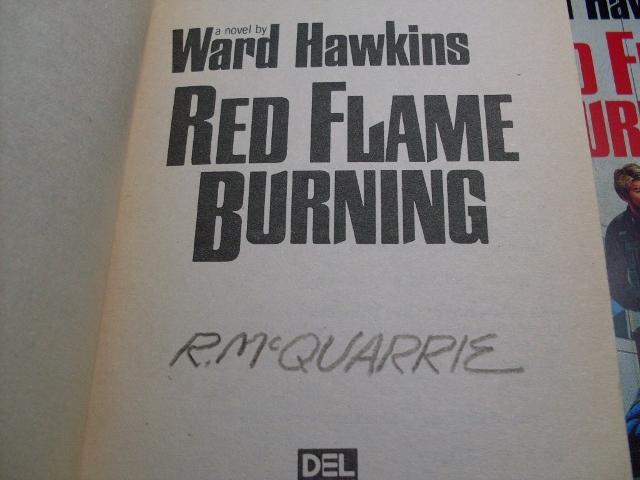 a novel by
Ward Hawkins
RED FLAME
BURNING
R. McQUARRIE
DEL